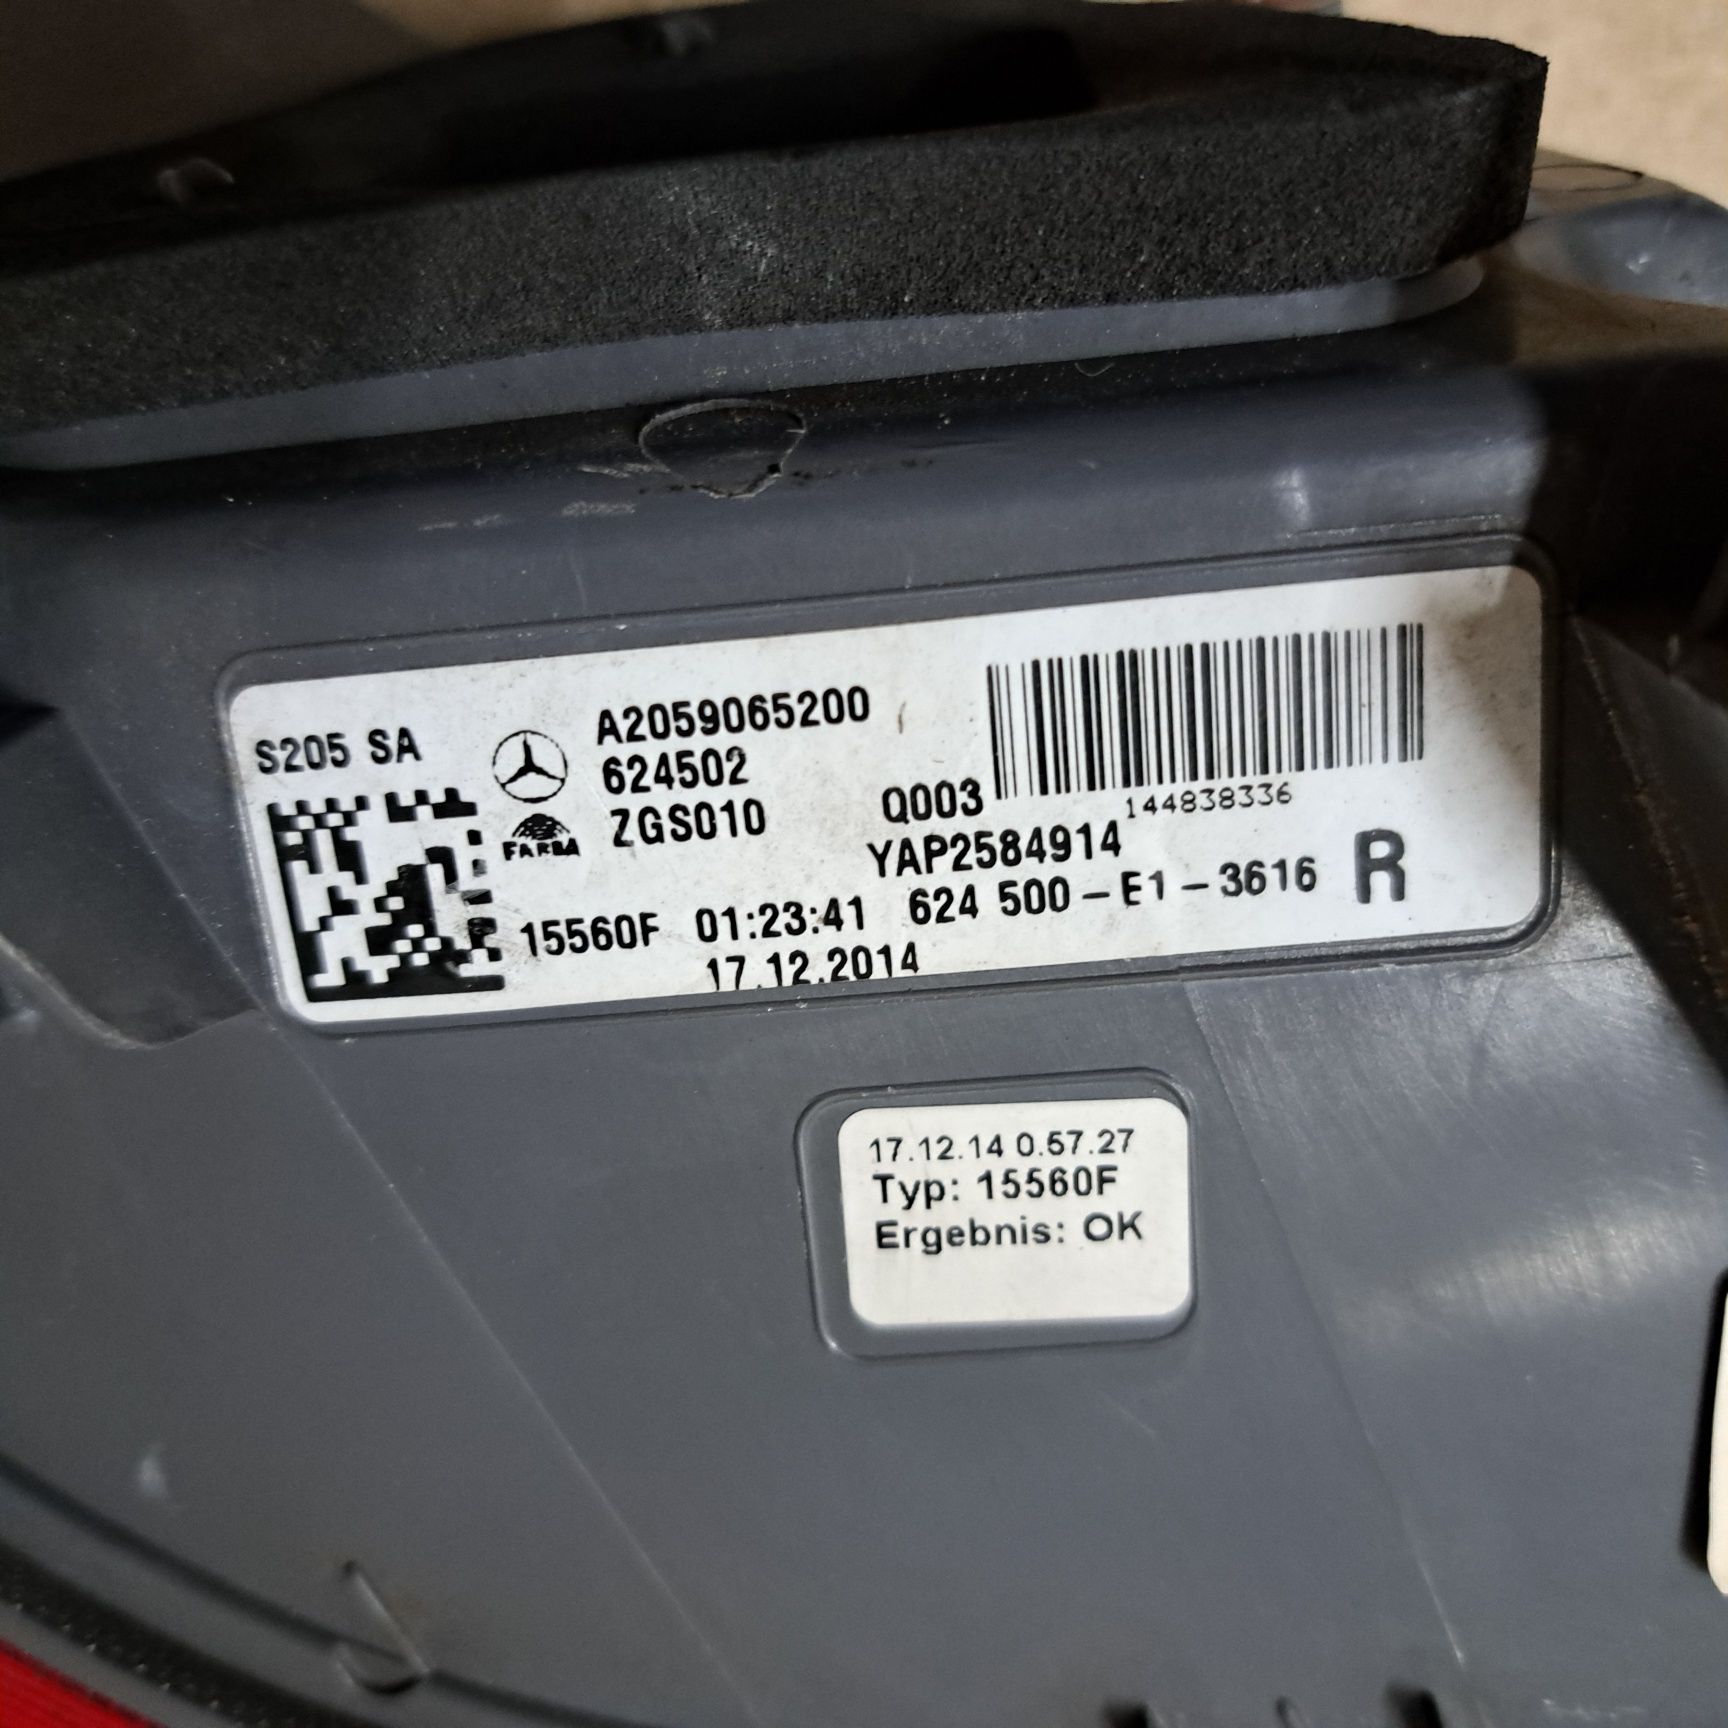 S205 SA
A2059065200
624502
ZGS010
FARBA
Q003
144838336
YAP2584914
15560F 01:23:41 624 500-E1-3616 R
17.12.2014
17.12.14 0.57.27
Typ: 15560F
Ergebnis: OK